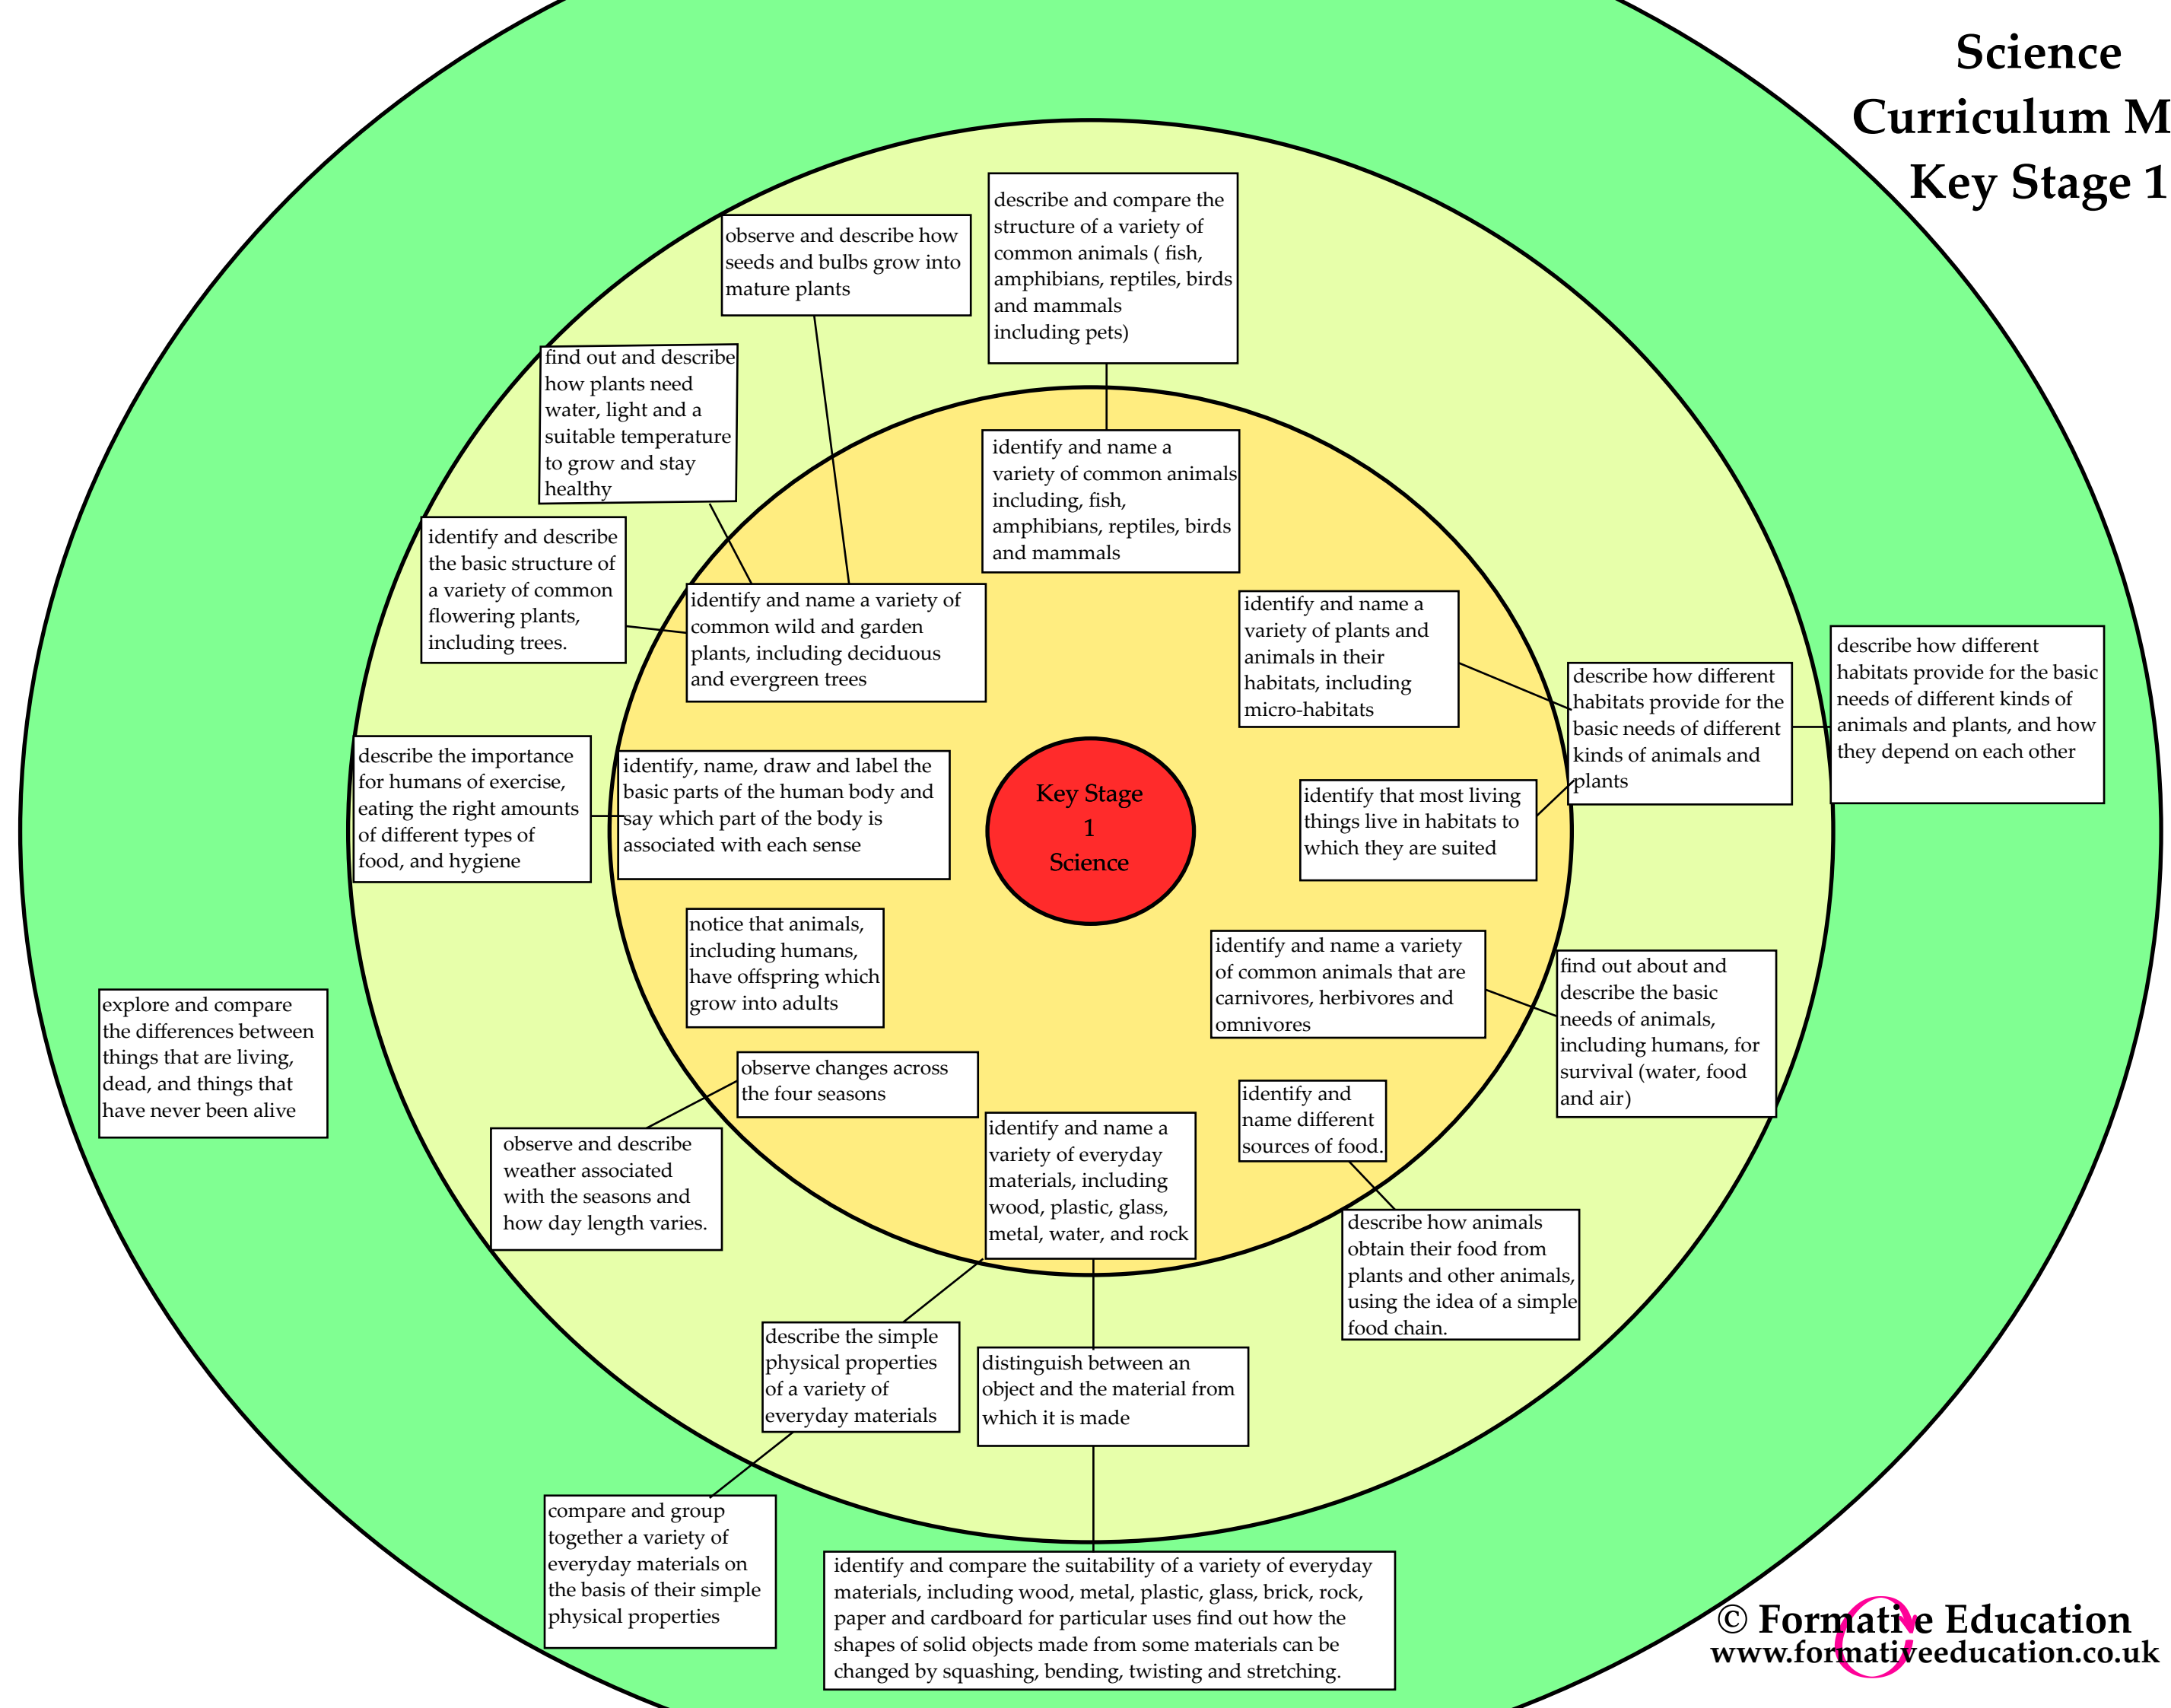 Science
Curriculum M
Key Stage 1
describe and compare the
structure of a variety of
common animals ( fish,
amphibians, reptiles, birds
and mammals
including pets)
observe and describe how
seeds and bulbs grow into
mature plants
find out and describe
how plants need
water, light and a
suitable temperature
to grow and stay
healthy
identify and name a
variety of common animals
including, fish,
amphibians, reptiles, birds
and mammals
identify and describe
the basic structure of
a variety of common
flowering plants,
including trees.
identify and name a variety of
common wild and garden
plants, including deciduous
and evergreen trees
identify and name a
variety of plants and
animals in their
habitats, including
micro-habitats
describe how different
habitats provide for the
basic needs of different
kinds of animals and
plants
describe how different
habitats provide for the basic
needs of different kinds of
animals and plants, and how
they depend on each other
describe the importance
for humans of exercise,
eating the right amounts
of different types of
food, and hygiene
identify, name, draw and label the
basic parts of the human body and
say which part of the body is
associated with each sense
Key Stage
1
Science
identify that most living
things live in habitats to
which they are suited
notice that animals,
including humans,
have offspring which
grow into adults
identify and name a variety
of common animals that are
carnivores, herbivores and
omnivores
find out about and
describe the basic
needs of animals,
including humans, for
survival (water, food
and air)
explore and compare
the differences between
things that are living,
dead, and things that
have never been alive
observe changes across
the four seasons
observe and describe
weather associated
with the seasons and
how day length varies.
identify and name a
variety of everyday
materials, including
wood, plastic, glass,
metal, water, and rock
identify and
name different
sources of food.
describe how animals
obtain their food from
plants and other animals,
using the idea of a simple
food chain.
describe the simple
physical properties
of a variety of
everyday materials
distinguish between an
object and the material from
which it is made
compare and group
together a variety of
everyday materials on
the basis of their simple
physical properties
identify and compare the suitability of a variety of everyday
materials, including wood, metal, plastic, glass, brick, rock,
paper and cardboard for particular uses find out how the
shapes of solid objects made from some materials can be
changed by squashing, bending, twisting and stretching.
© Formative Education
www.formativeeducation.co.uk